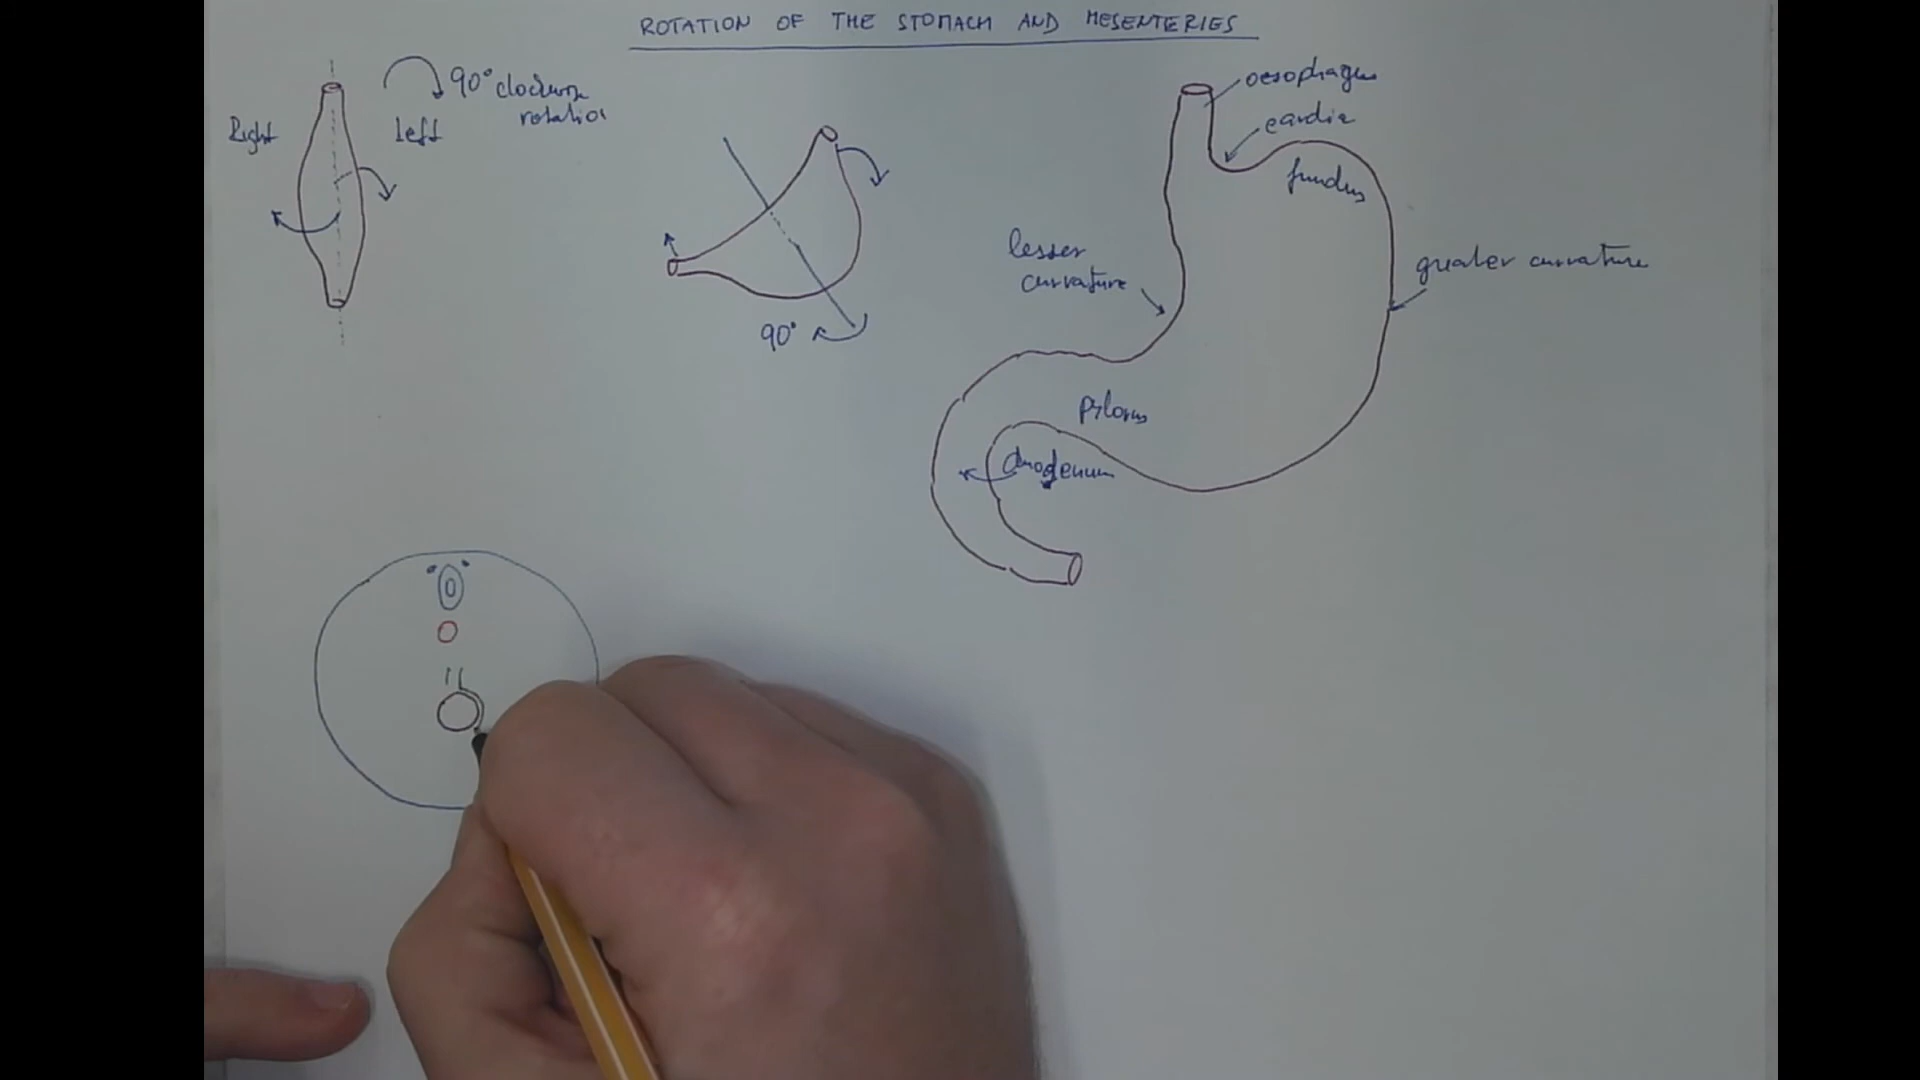 ROTATION OF THE STOMACH AND MESENTERIES
90° clockwise
rotation
Right
left
90°
oesophagus
cardia
fundus
lesser
curvature
greater curvature
pylorus
duodenum